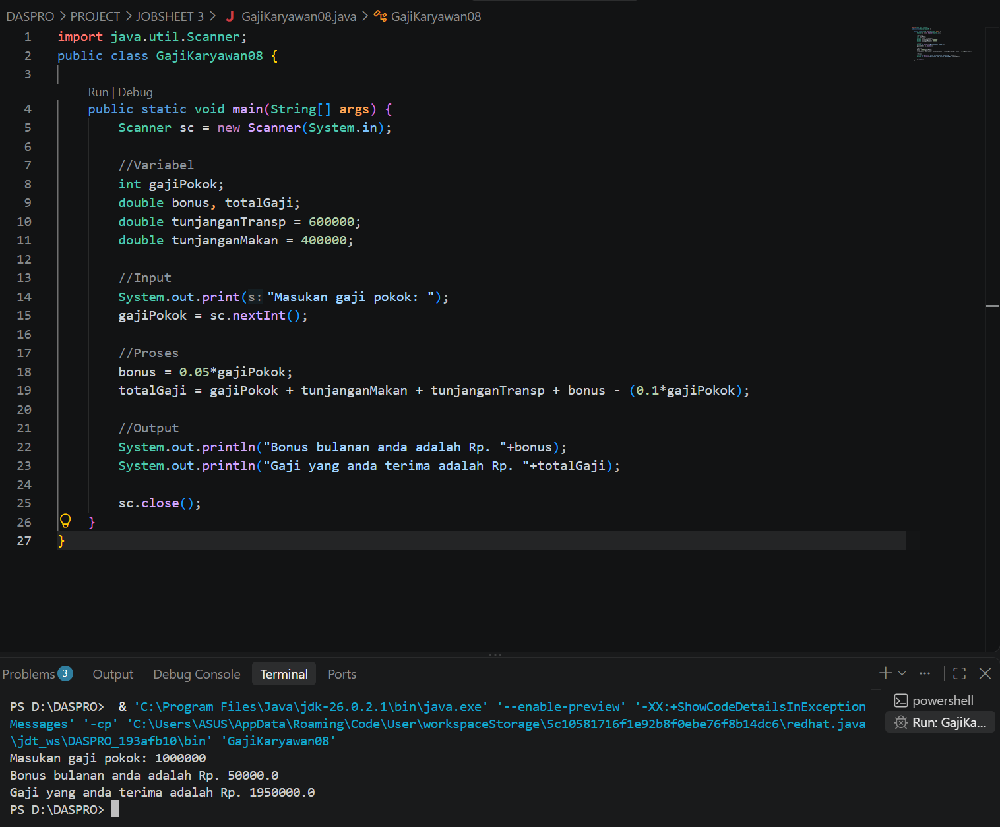 DASPRO > PROJECT > JOBSHEET 3 > J GajiKaryawan08.java > GajiKaryawan08
1 import java.util.Scanner;
2 public class GajiKaryawan08 {
3
Run | Debug
4 public static void main(String[] args) {
5 Scanner sc = new Scanner(System.in);
6
7 //Variabel
8 int gajiPokok;
9 double bonus, totalGaji;
10 double tunjanganTransp = 600000;
11 double tunjanganMakan = 400000;
12
13 //Input
14 System.out.print(s: "Masukan gaji pokok: ");
15 gajiPokok = sc.nextInt();
16
17 //Proses
18 bonus = 0.05*gajiPokok;
19 totalGaji = gajiPokok + tunjanganMakan + tunjanganTransp + bonus - (0.1*gajiPokok);
20
21 //Output
22 System.out.println("Bonus bulanan anda adalah Rp. "+bonus);
23 System.out.println("Gaji yang anda terima adalah Rp. "+totalGaji);
24
25 sc.close();
26 }
27 }
Problems 3 Output Debug Console Terminal Ports
PS D:\DASPRO>  & 'C:\Program Files\Java\jdk-26.0.2.1\bin\java.exe' '--enable-preview' '-XX:+ShowCodeDetailsInException
Messages' '-cp' 'C:\Users\ASUS\AppData\Roaming\Code\User\workspaceStorage\5c10581716f1e92b8f0ebe76f8b14dc6\redhat.java
\jdt_ws\DASPRO_193afb10\bin' 'GajiKaryawan08'
Masukan gaji pokok: 1000000
Bonus bulanan anda adalah Rp. 50000.0
Gaji yang anda terima adalah Rp. 1950000.0
PS D:\DASPRO>
powershell
Run: GajiKa...